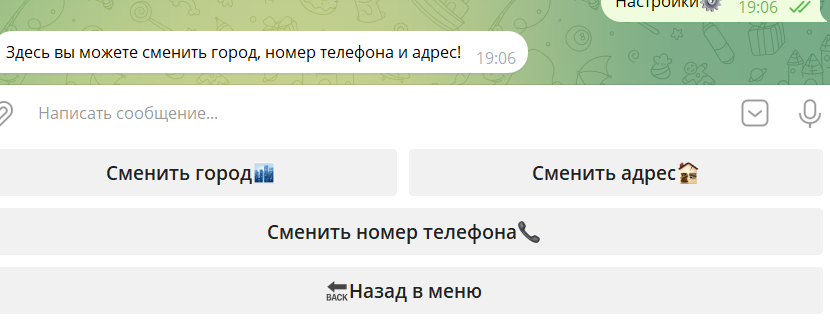 Настройки⚙️
19:06
Здесь вы можете сменить город, номер телефона и адрес!
19:06
Написать сообщение...
Сменить город🏙️
Сменить адрес🏠
Сменить номер телефона📞
🔙Назад в меню